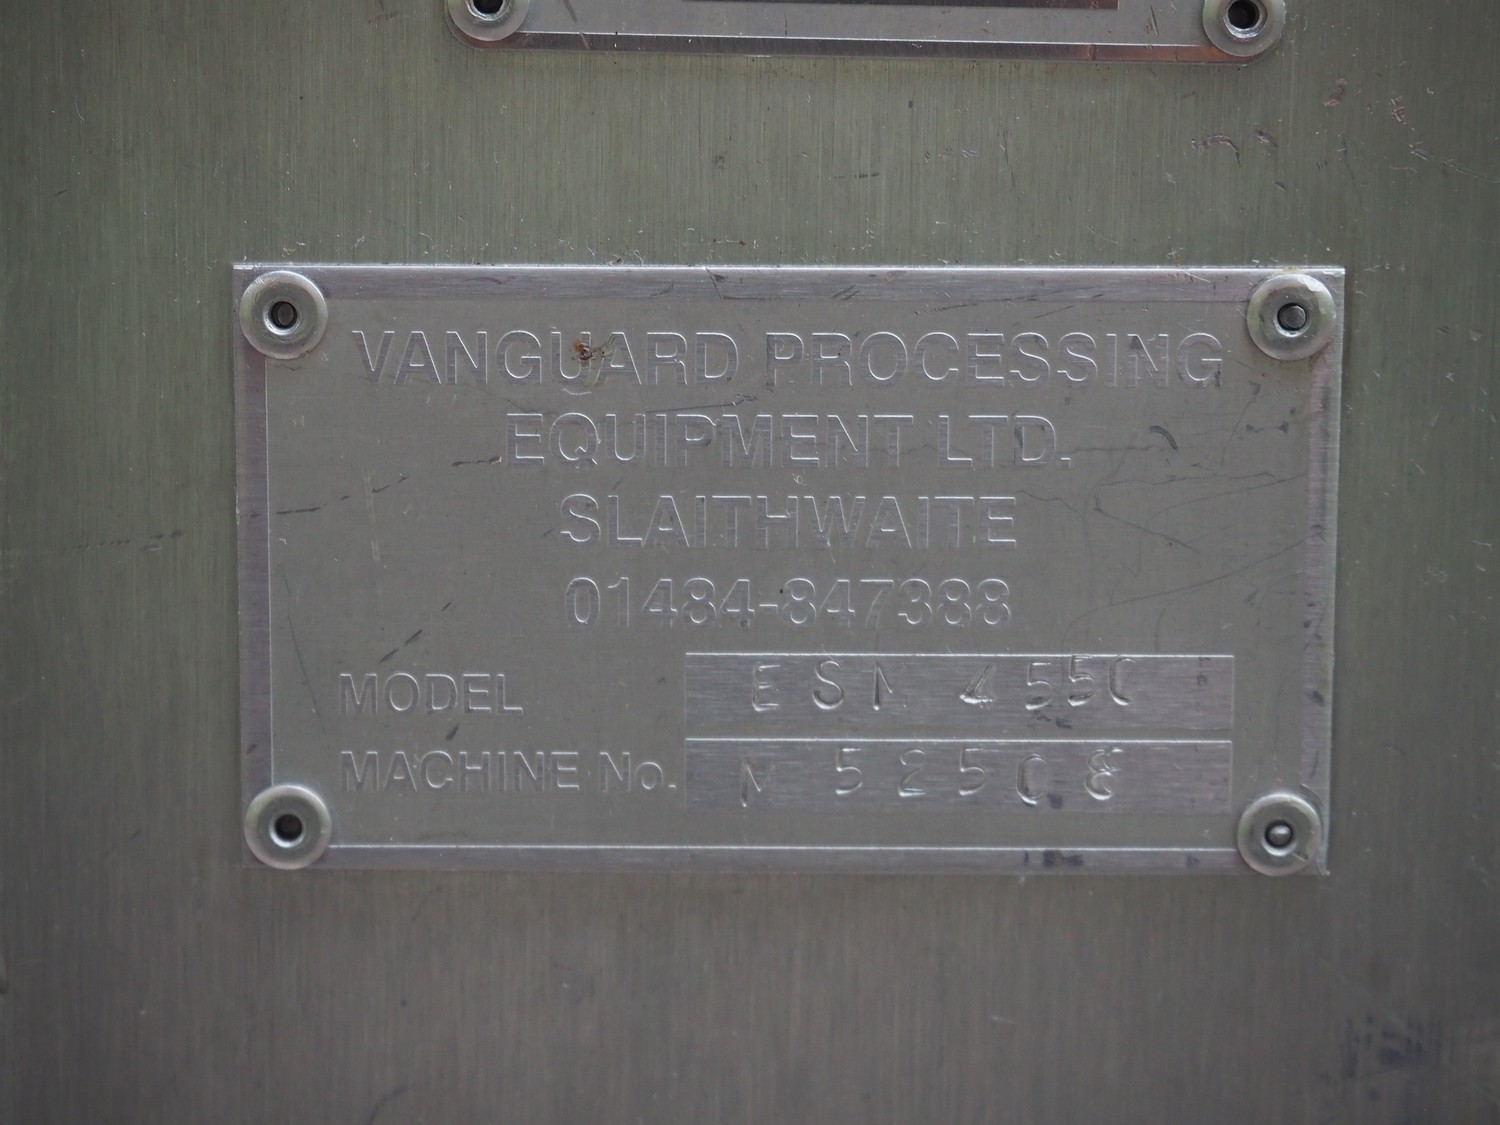 VANGUARD PROCESSING
EQUIPMENT LTD.
SLAITHWAITE
01484-847388
MODEL ESM 4550
MACHINE No. M 52508